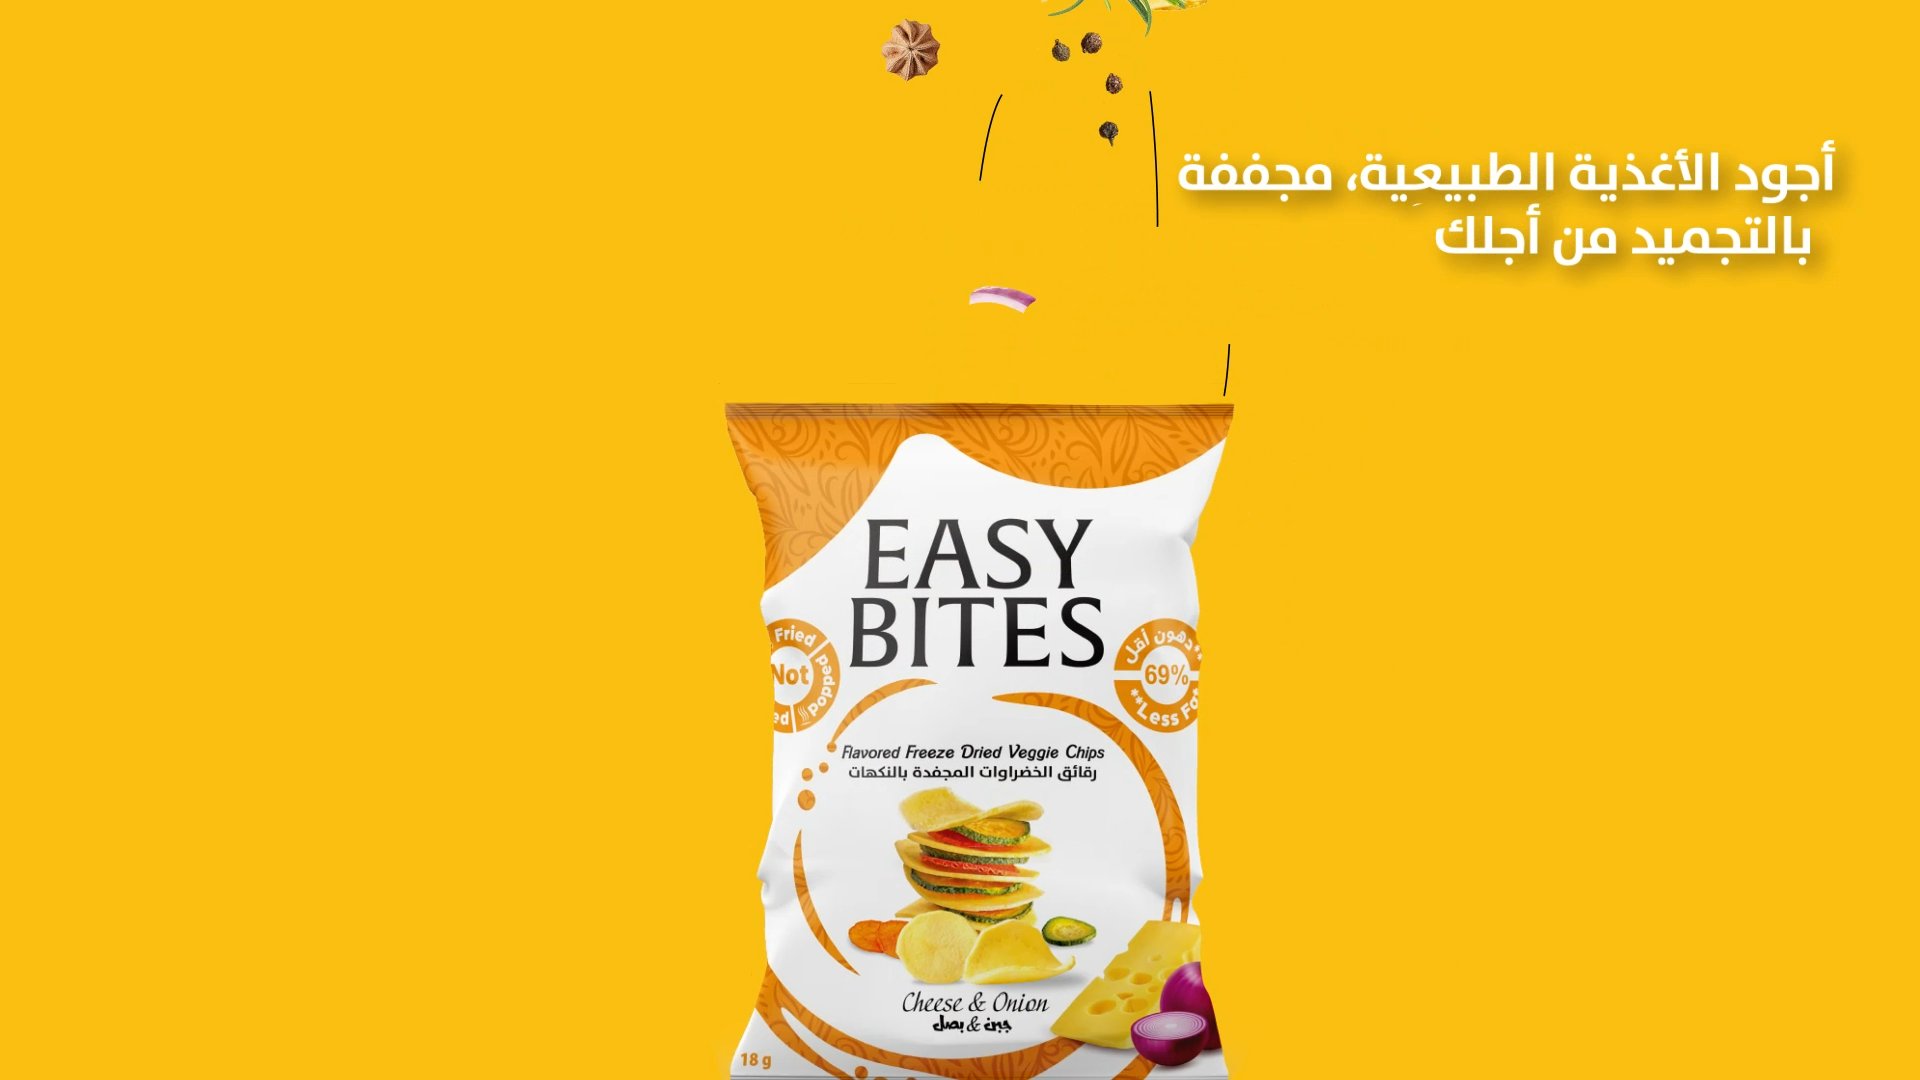 أجود الأغذية الطبيعِية، مجففة
بالتجميد من أجلك
EASY
BITES
Fried
Not
popped
دهون أقل**
69%
**Less Fat
Flavored Freeze Dried Veggie Chips
رقائق الخضراوات المجفدة بالنكهات
Cheese & Onion
جبن & بصل
18 g